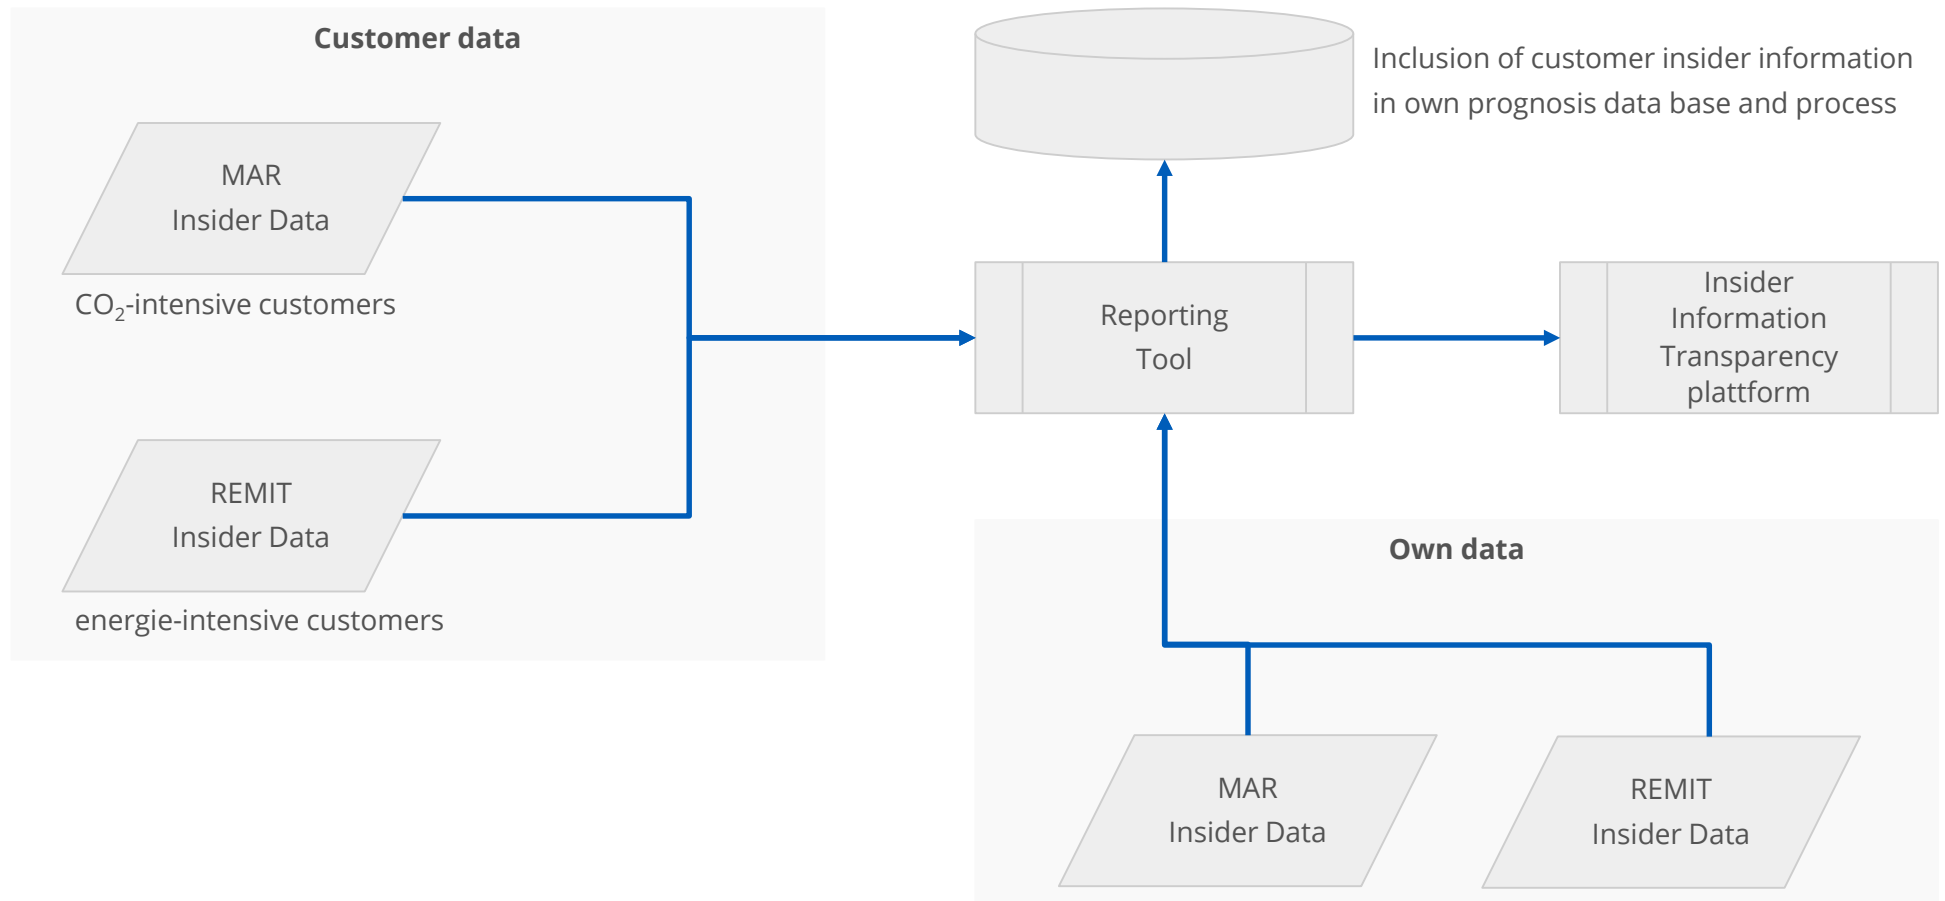 Customer data
MAR
Insider Data
CO₂-intensive customers
REMIT
Insider Data
energie-intensive customers
Inclusion of customer insider information
in own prognosis data base and process
Reporting
Tool
Insider
Information
Transparency
plattform
Own data
MAR
Insider Data
REMIT
Insider Data